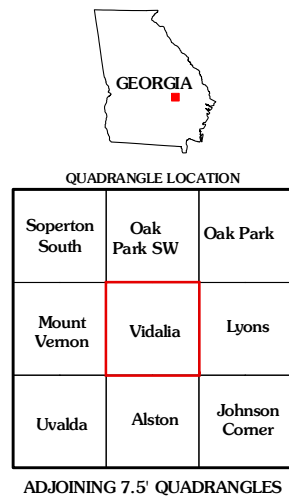 GEORGIA
QUADRANGLE LOCATION
Soperton
South
Oak
Park SW
Oak Park
Mount
Vernon
Vidalia
Lyons
Uvalda
Alston
Johnson
Corner
ADJOINING 7.5' QUADRANGLES